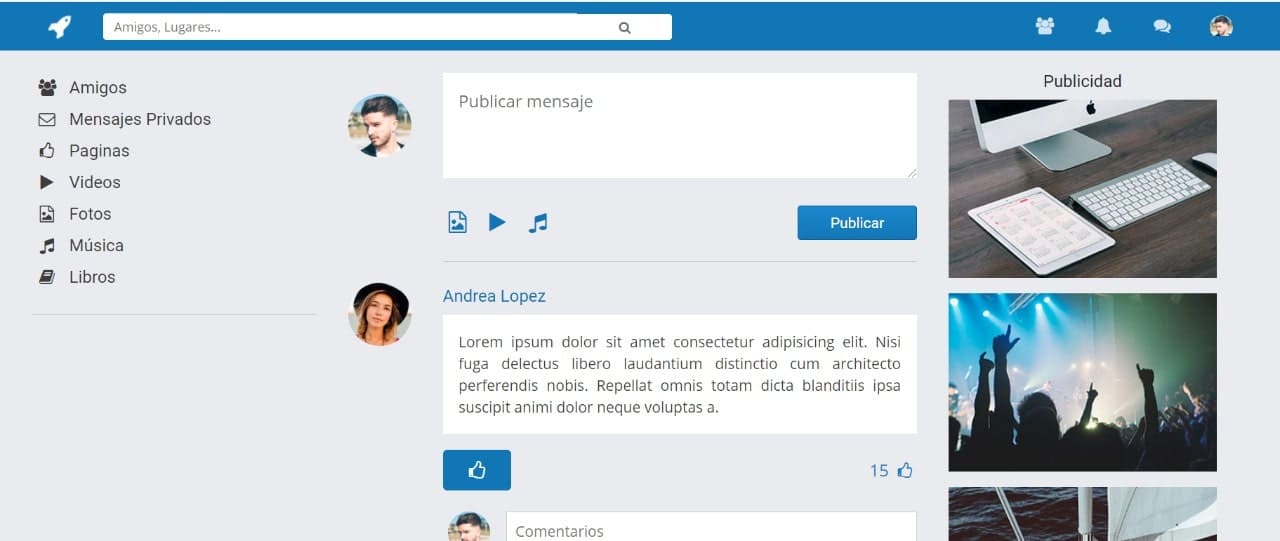 Amigos, Lugares...
Amigos
Mensajes Privados
Paginas
Videos
Fotos
Música
Libros
Publicar mensaje
Publicar
Andrea Lopez
Lorem ipsum dolor sit amet consectetur adipisicing elit. Nisi
fuga delectus libero laudantium distinctio cum architecto
perferendis nobis. Repellat omnis totam dicta blanditiis ipsa
suscipit animi dolor neque voluptas a.
15
Comentarios
Publicidad